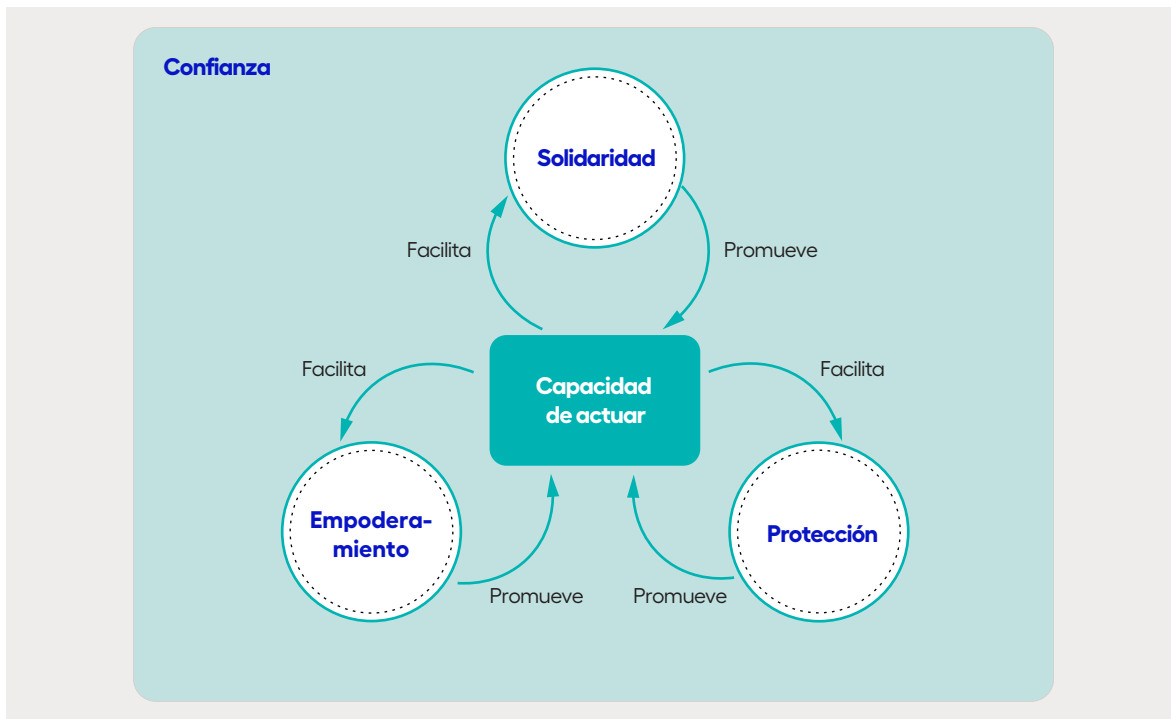 Confianza
Solidaridad
Facilita
Promueve
Facilita
Capacidad
de actuar
Facilita
Empodera-
miento
Protección
Promueve
Promueve